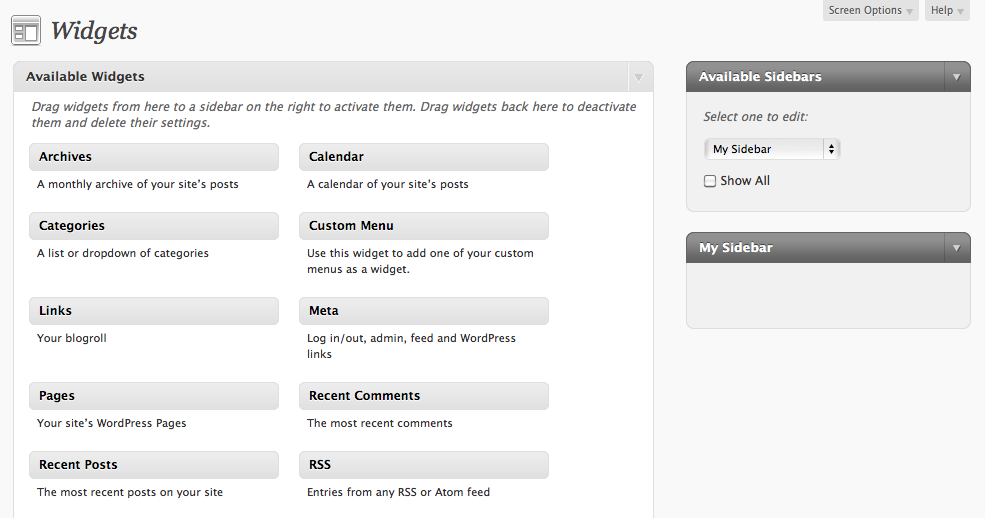 Screen Options
Help
Widgets
Available Widgets
Drag widgets from here to a sidebar on the right to activate them. Drag widgets back here to deactivate
them and delete their settings.
Archives
A monthly archive of your site’s posts
Calendar
A calendar of your site’s posts
Categories
A list or dropdown of categories
Custom Menu
Use this widget to add one of your custom
menus as a widget.
Links
Your blogroll
Meta
Log in/out, admin, feed and WordPress
links
Pages
Your site’s WordPress Pages
Recent Comments
The most recent comments
Recent Posts
The most recent posts on your site
RSS
Entries from any RSS or Atom feed
Available Sidebars
Select one to edit:
My Sidebar
Show All
My Sidebar